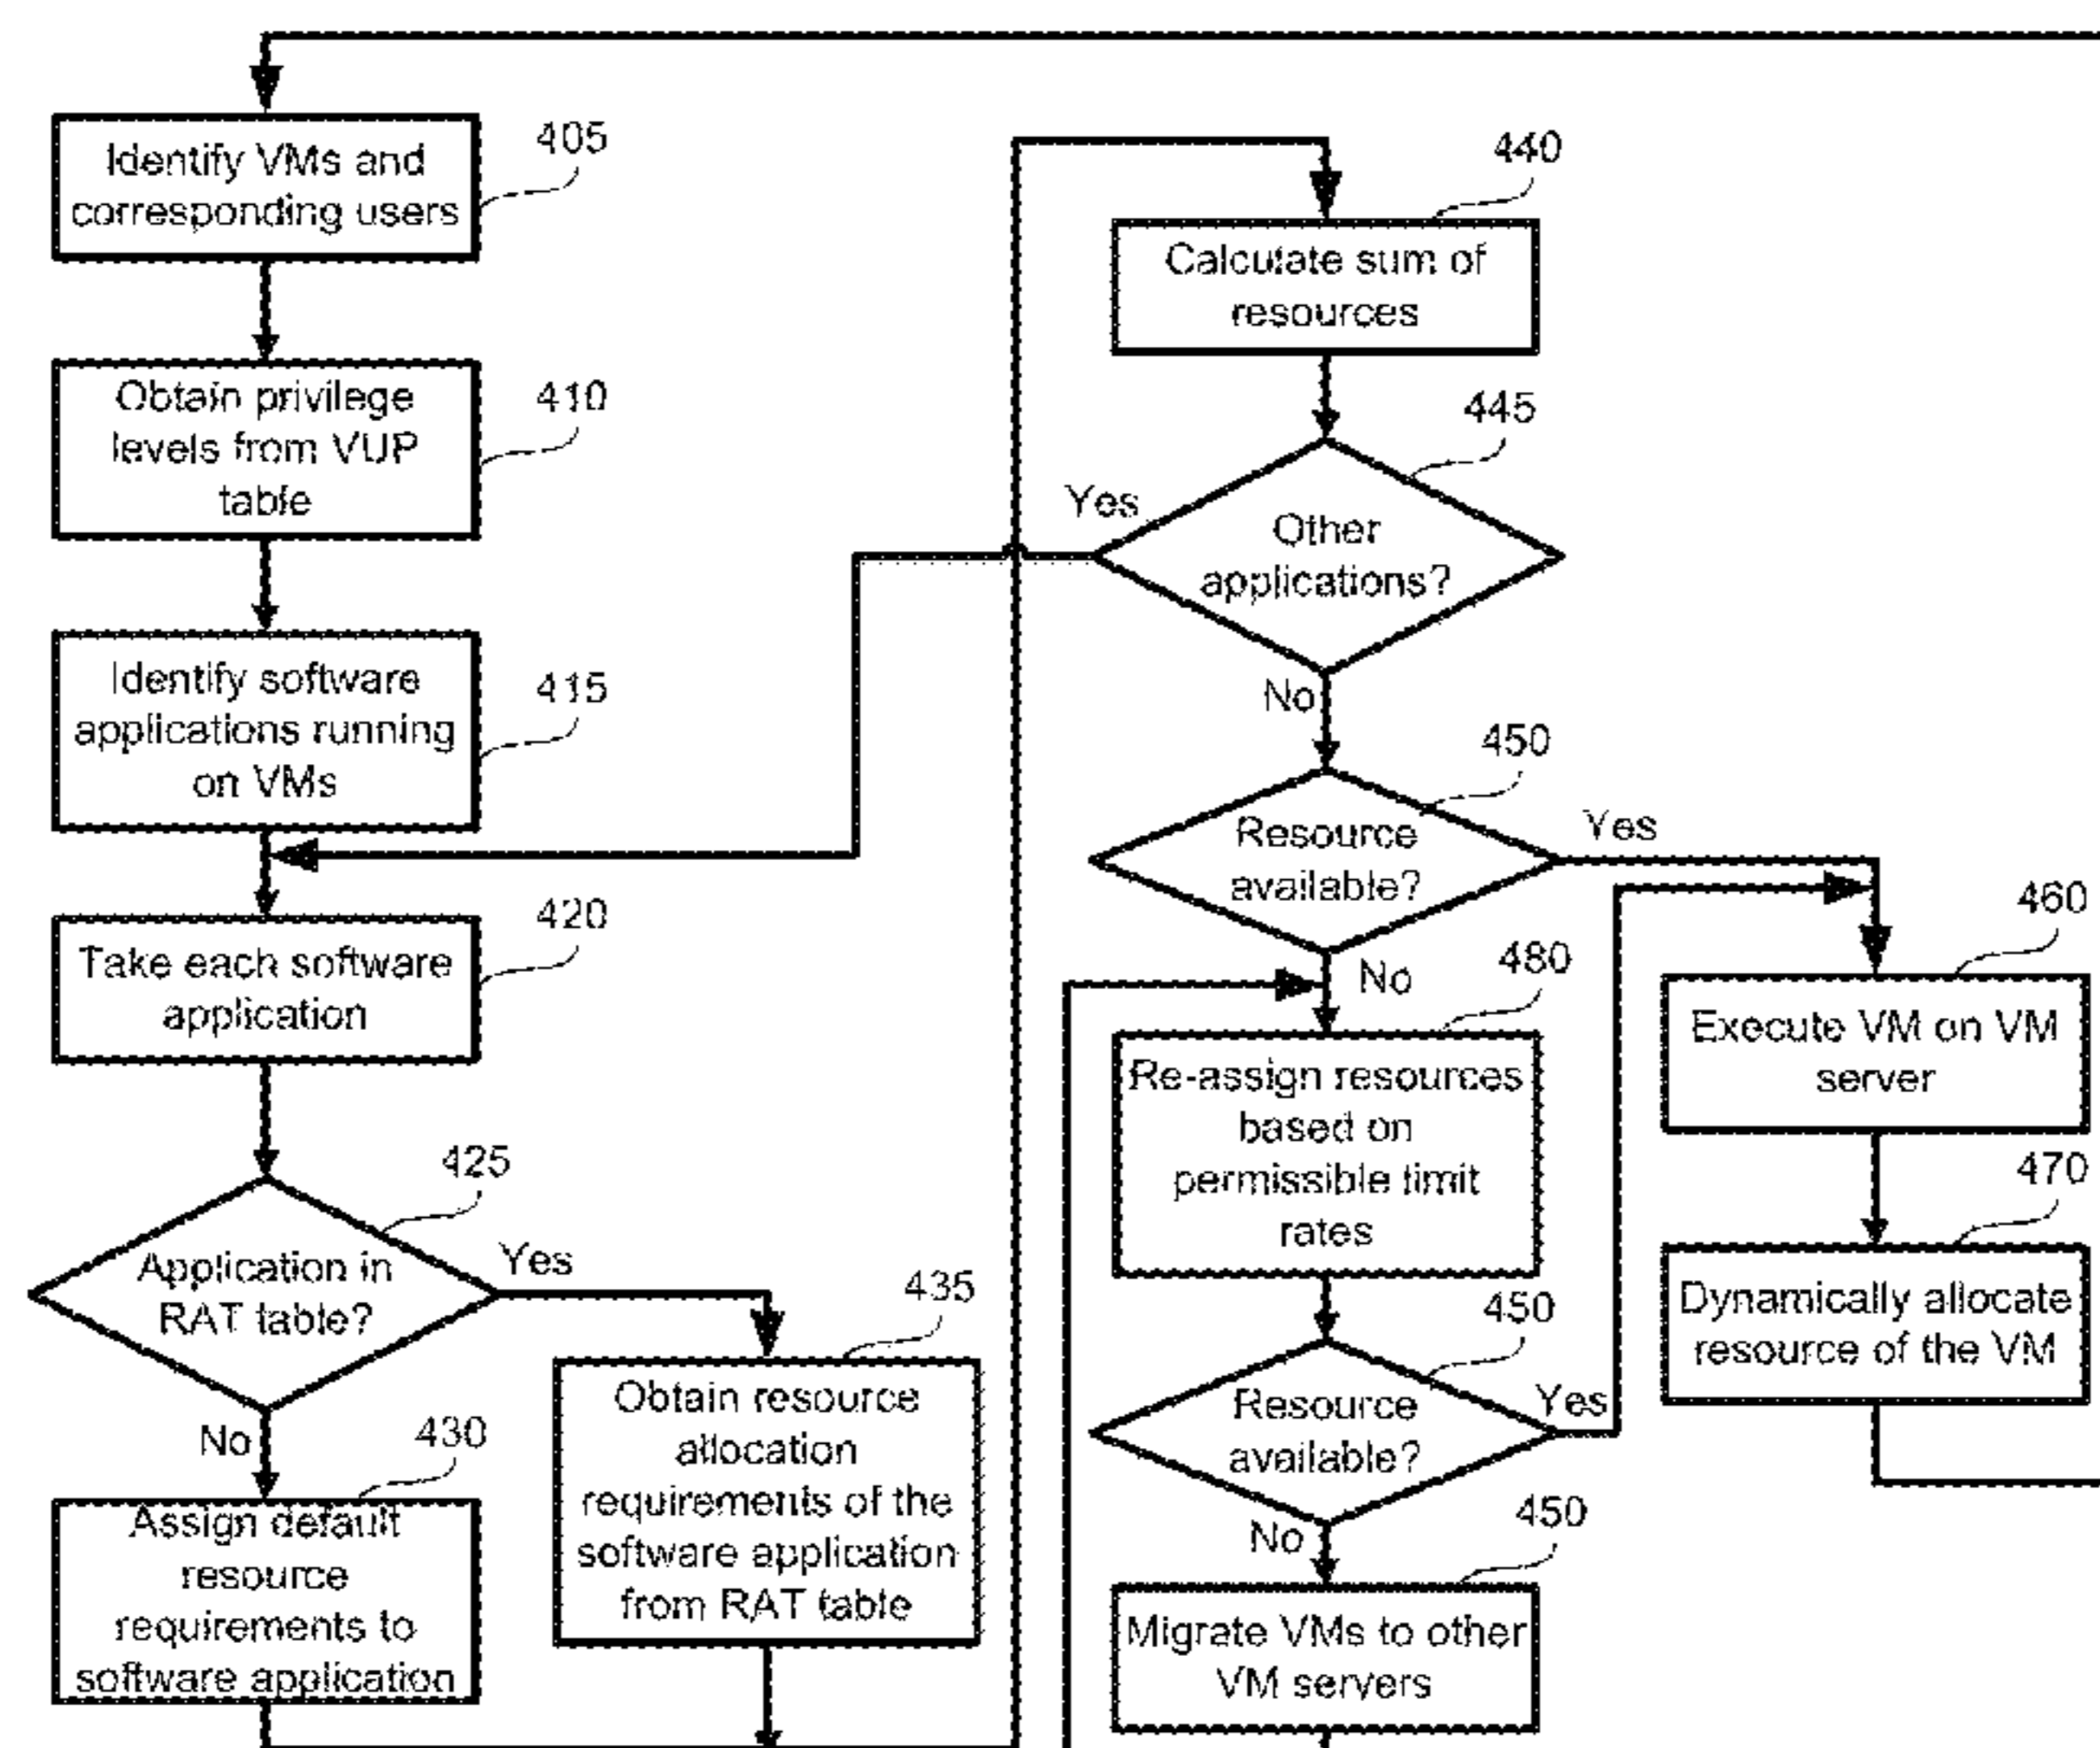 Identify VMs and
corresponding users
405
Obtain privilege
levels from VUP
table
410
Identify software
applications running
on VMs
415
Take each software
application
420
Application in
RAT table?
425
Yes
No
Assign default
resource
requirements to
software application
430
Obtain resource
allocation
requirements of the
software application
from RAT table
435
Calculate sum of
resources
440
Other
applications?
445
Yes
No
Resource
available?
450
Yes
No
Re-assign resources
based on
permissible limit
rates
480
Resource
available?
450
Yes
No
Migrate VMs to other
VM servers
450
Execute VM on VM
server
460
Dynamically allocate
resource of the VM
470